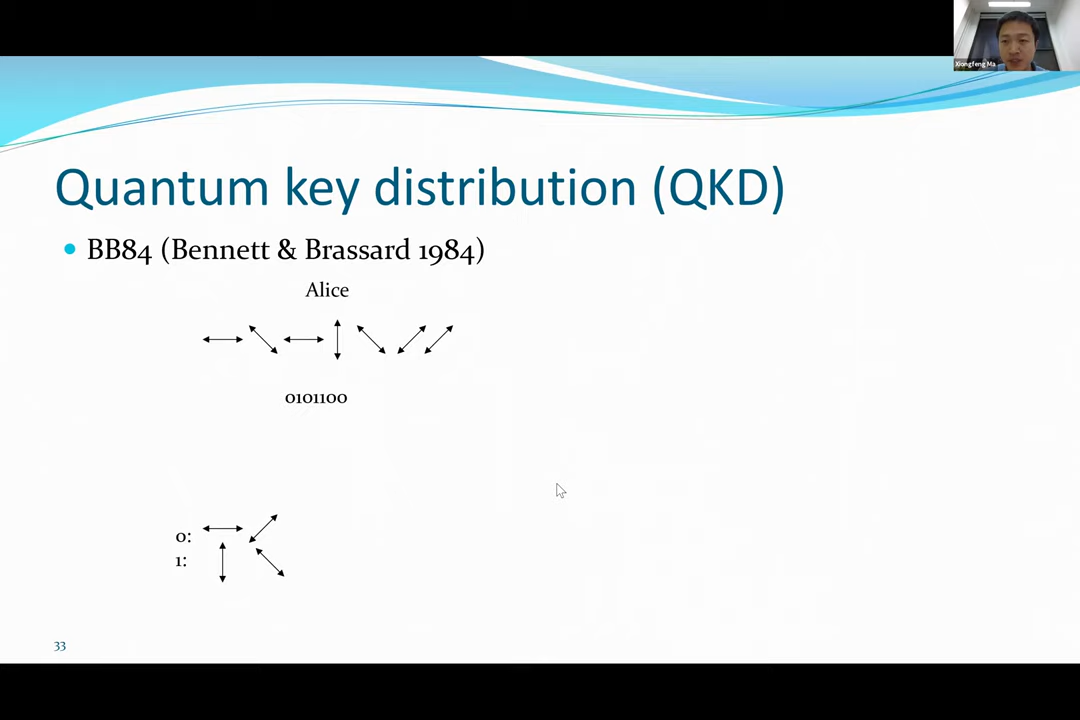 Xiongfeng Ma
Quantum key distribution (QKD)
BB84 (Bennett & Brassard 1984)
Alice
0101100
0:
1:
33